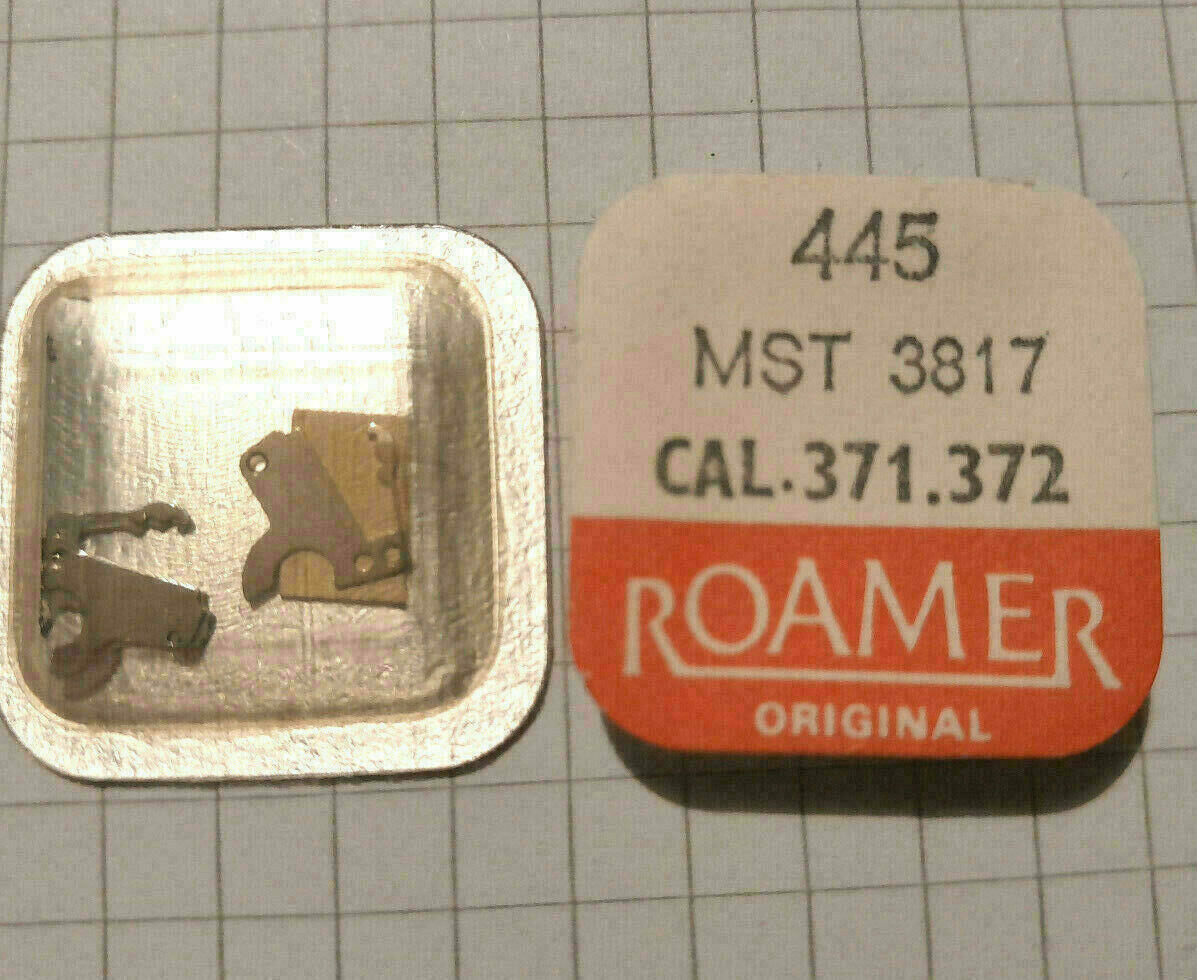 445
MST 3817
CAL.371.372
ROAMER
ORIGINAL